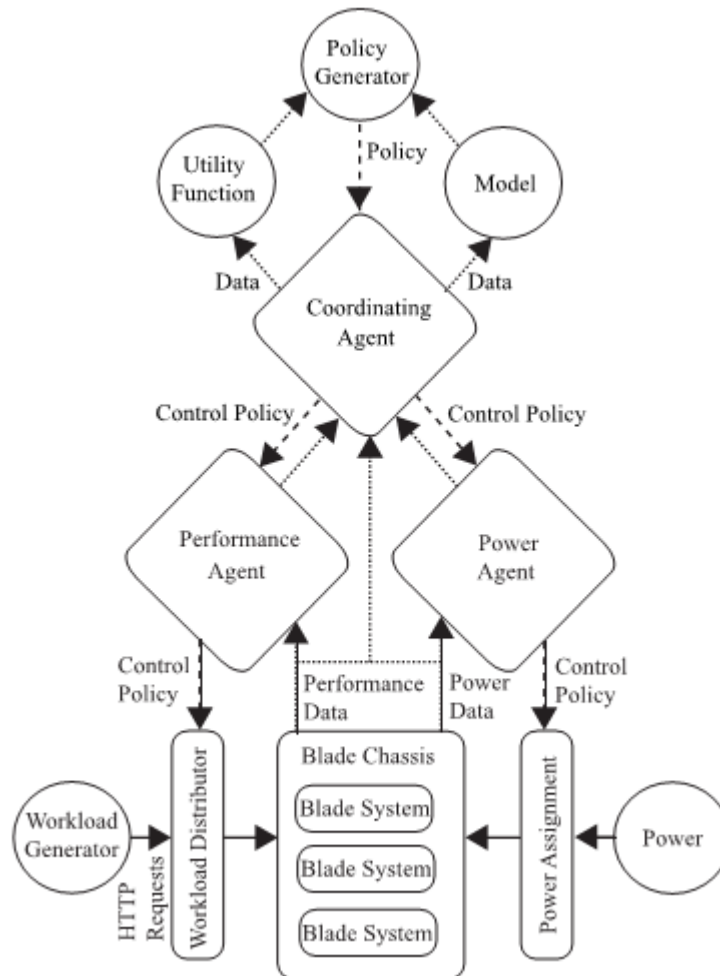 Policy
Generator
Utility
Function
Policy
Model
Data
Data
Coordinating
Agent
Control Policy
Control Policy
Performance
Agent
Power
Agent
Control
Policy
Performance
Data
Power
Data
Control
Policy
Workload
Generator
HTTP
Requests
Workload Distributor
Blade Chassis
Blade System
Blade System
Blade System
Power Assignment
Power